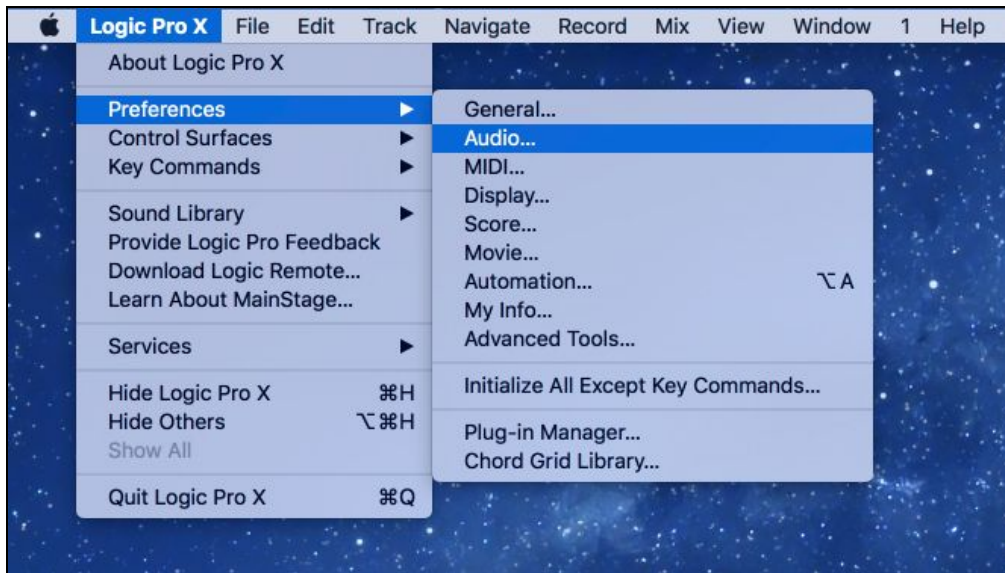 Logic Pro X File Edit Track Navigate Record Mix View Window 1 Help
About Logic Pro X
Preferences ▶
Control Surfaces ▶
Key Commands ▶
Sound Library ▶
Provide Logic Pro Feedback
Download Logic Remote...
Learn About MainStage...
Services ▶
Hide Logic Pro X ⌘H
Hide Others ⌥⌘H
Show All
Quit Logic Pro X ⌘Q
General...
Audio...
MIDI...
Display...
Score...
Movie...
Automation... ⌥A
My Info...
Advanced Tools...
Initialize All Except Key Commands...
Plug-in Manager...
Chord Grid Library...